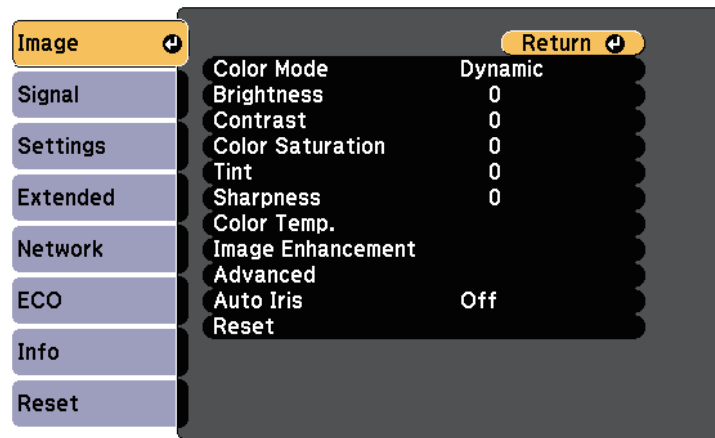 Image
Signal
Settings
Extended
Network
ECO
Info
Reset
Return
Color Mode Dynamic
Brightness 0
Contrast 0
Color Saturation 0
Tint 0
Sharpness 0
Color Temp.
Image Enhancement
Advanced
Auto Iris Off
Reset